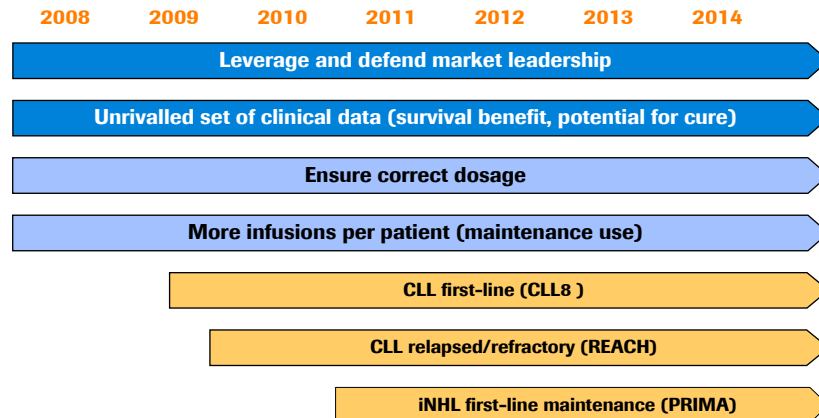 2008 2009 2010 2011 2012 2013 2014
Leverage and defend market leadership
Unrivalled set of clinical data (survival benefit, potential for cure)
Ensure correct dosage
More infusions per patient (maintenance use)
CLL first-line (CLL8 )
CLL relapsed/refractory (REACH)
iNHL first-line maintenance (PRIMA)